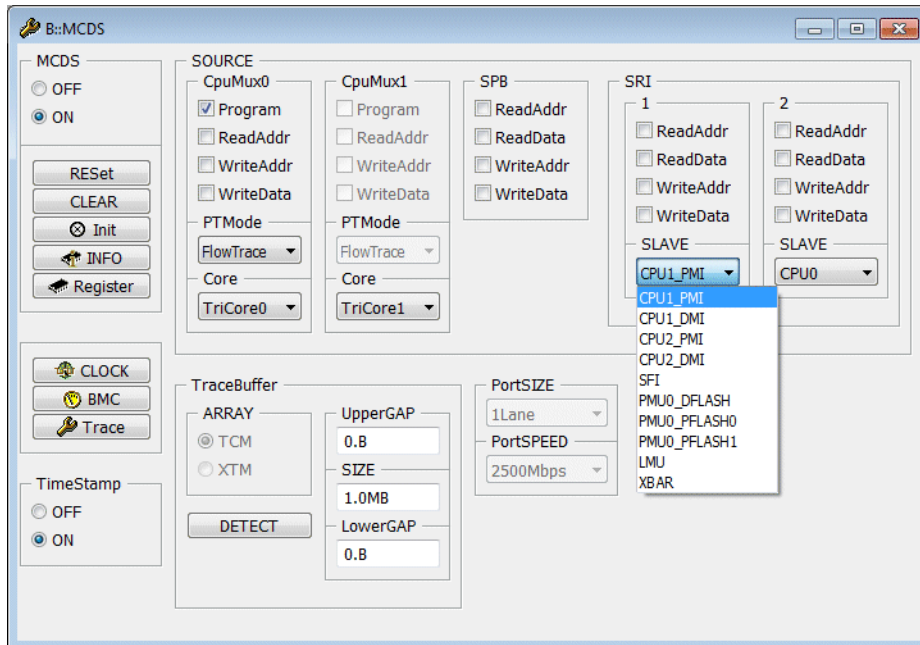 B::MCDS
MCDS
OFF
ON
RESet
CLEAR
Init
INFO
Register
CLOCK
BMC
Trace
TimeStamp
OFF
ON
SOURCE
CpuMux0
Program
ReadAddr
WriteAddr
WriteData
PTMode
FlowTrace
Core
TriCore0
CpuMux1
Program
ReadAddr
WriteAddr
WriteData
PTMode
FlowTrace
Core
TriCore1
SPB
ReadAddr
ReadData
WriteAddr
WriteData
SRI
1
ReadAddr
ReadData
WriteAddr
WriteData
SLAVE
CPU1_PMI
CPU1_PMI
CPU1_DMI
CPU2_PMI
CPU2_DMI
SFI
PMU0_DFLASH
PMU0_PFLASH0
PMU0_PFLASH1
LMU
XBAR
2
ReadAddr
ReadData
WriteAddr
WriteData
SLAVE
CPU0
TraceBuffer
ARRAY
TCM
XTM
DETECT
UpperGAP
0.B
SIZE
1.0MB
LowerGAP
0.B
PortSIZE
1Lane
PortSPEED
2500Mbps